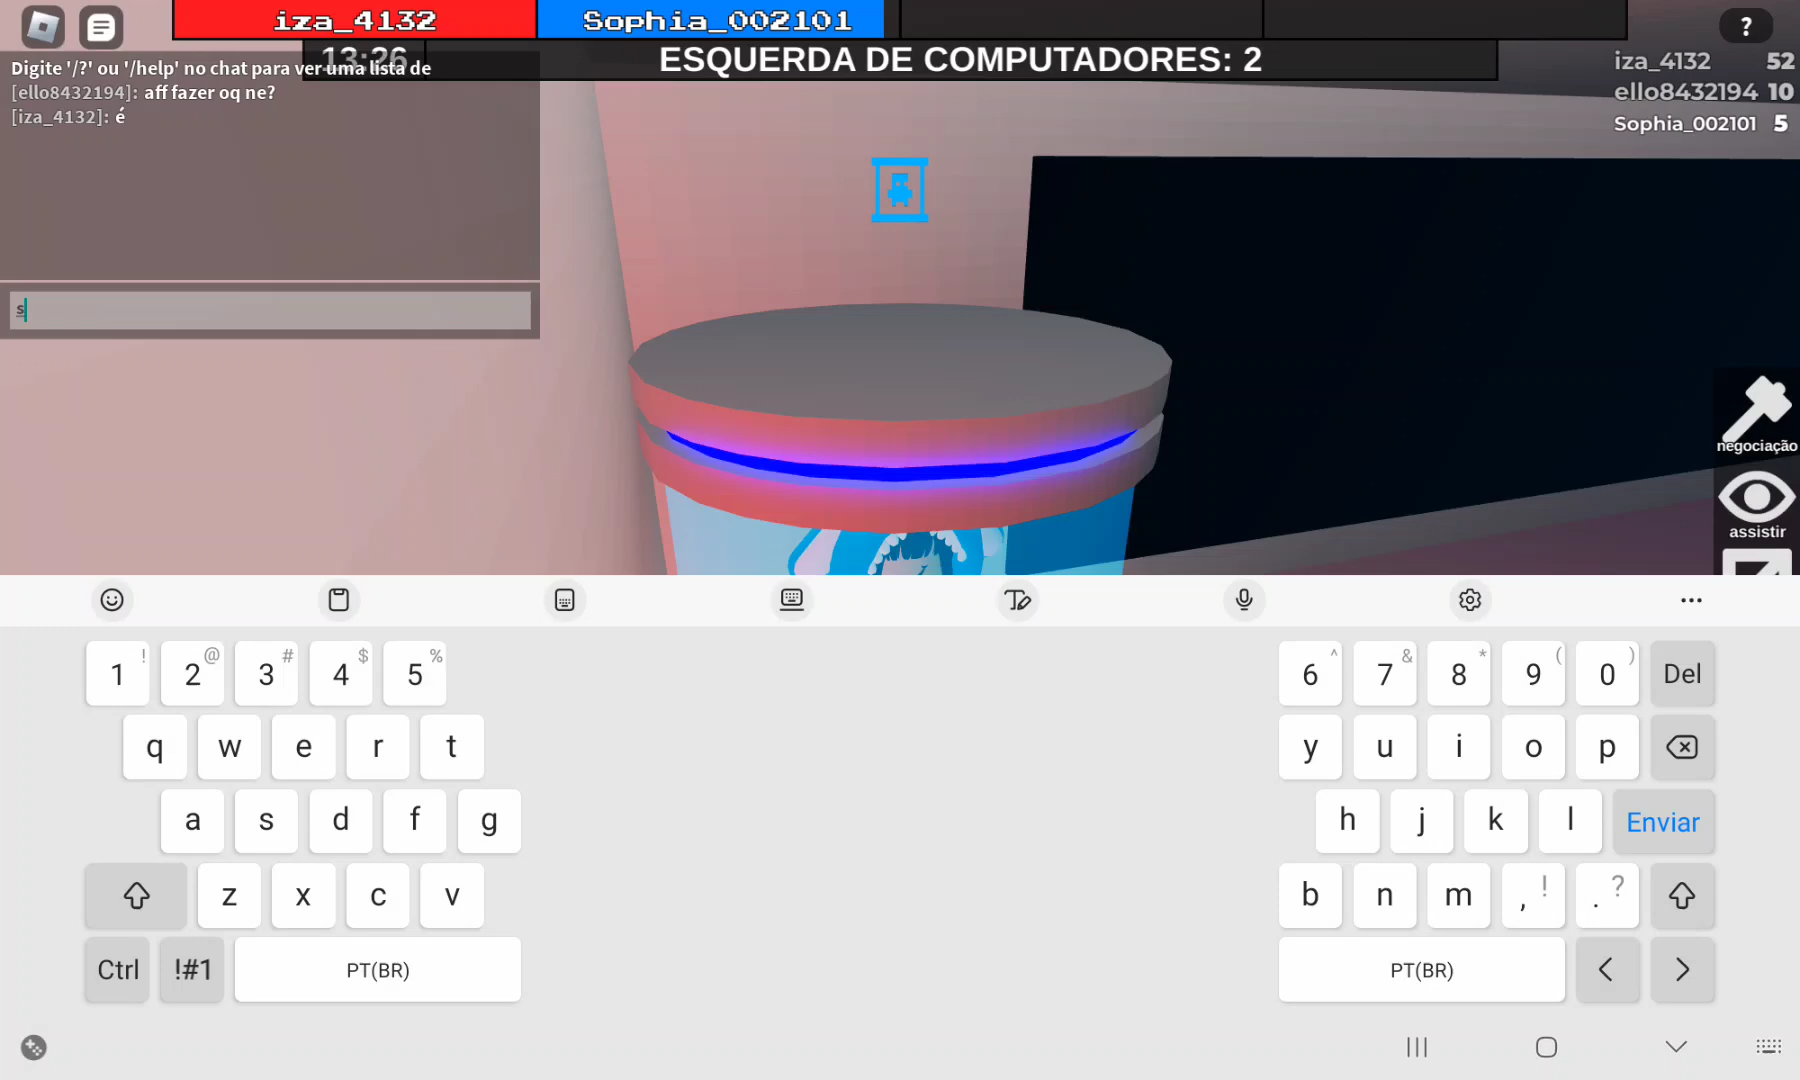 iza_4132
Sophia_002101
?
13:26
ESQUERDA DE COMPUTADORES: 2
iza_4132 52
ello8432194 10
Sophia_002101 5
Digite '/?' ou '/help' no chat para ver uma lista de
[ello8432194]: aff fazer oq ne?
[iza_4132]: é
s
negociação
assistir
1 ! 2 @ 3 # 4 $ 5 % 6 ^ 7 & 8 * 9 ( 0 ) Del
q w e r t y u i o p
a s d f g h j k l Enviar
z x c v b n m , ! . ?
Ctrl !#1 PT(BR) PT(BR) < >